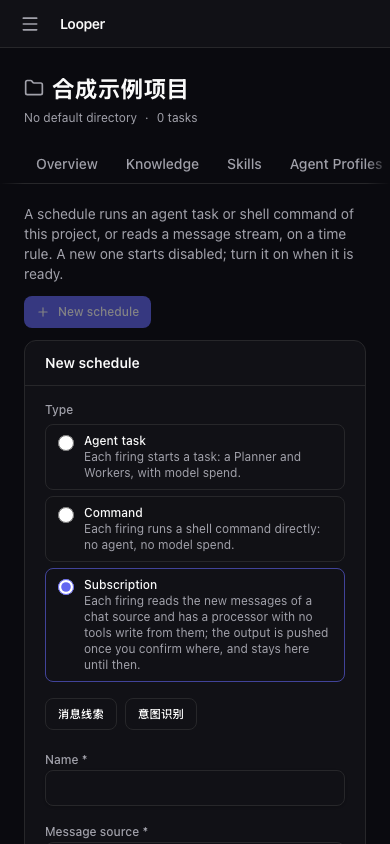 Looper
合成示例项目
No default directory · 0 tasks
Overview Knowledge Skills Agent Profiles
A schedule runs an agent task or shell command of
this project, or reads a message stream, on a time
rule. A new one starts disabled; turn it on when it is
ready.
+ New schedule
New schedule
Type
Agent task
Each firing starts a task: a Planner and
Workers, with model spend.
Command
Each firing runs a shell command directly:
no agent, no model spend.
Subscription
Each firing reads the new messages of a
chat source and has a processor with no
tools write from them; the output is pushed
once you confirm where, and stays here
until then.
消息线索 意图识别
Name *
Message source *